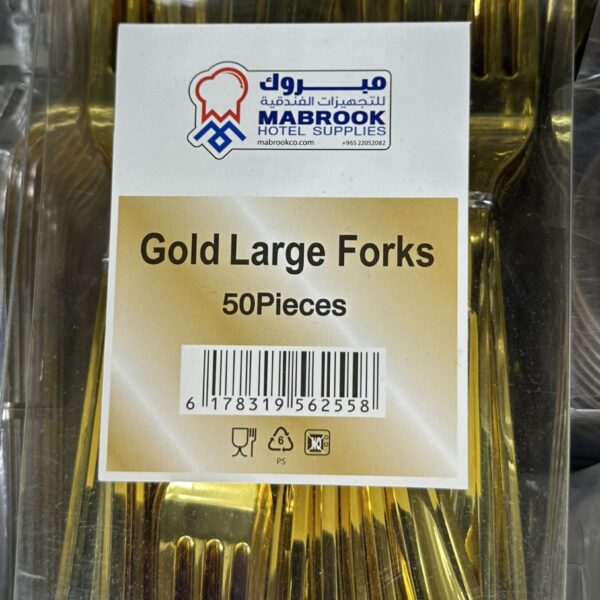 مبروك
للتجهيزات الفندقية
MABROOK
HOTEL SUPPLIES
mabrookco.com +965 22052082
Gold Large Forks
50Pieces
6 178319 562558
6
PS